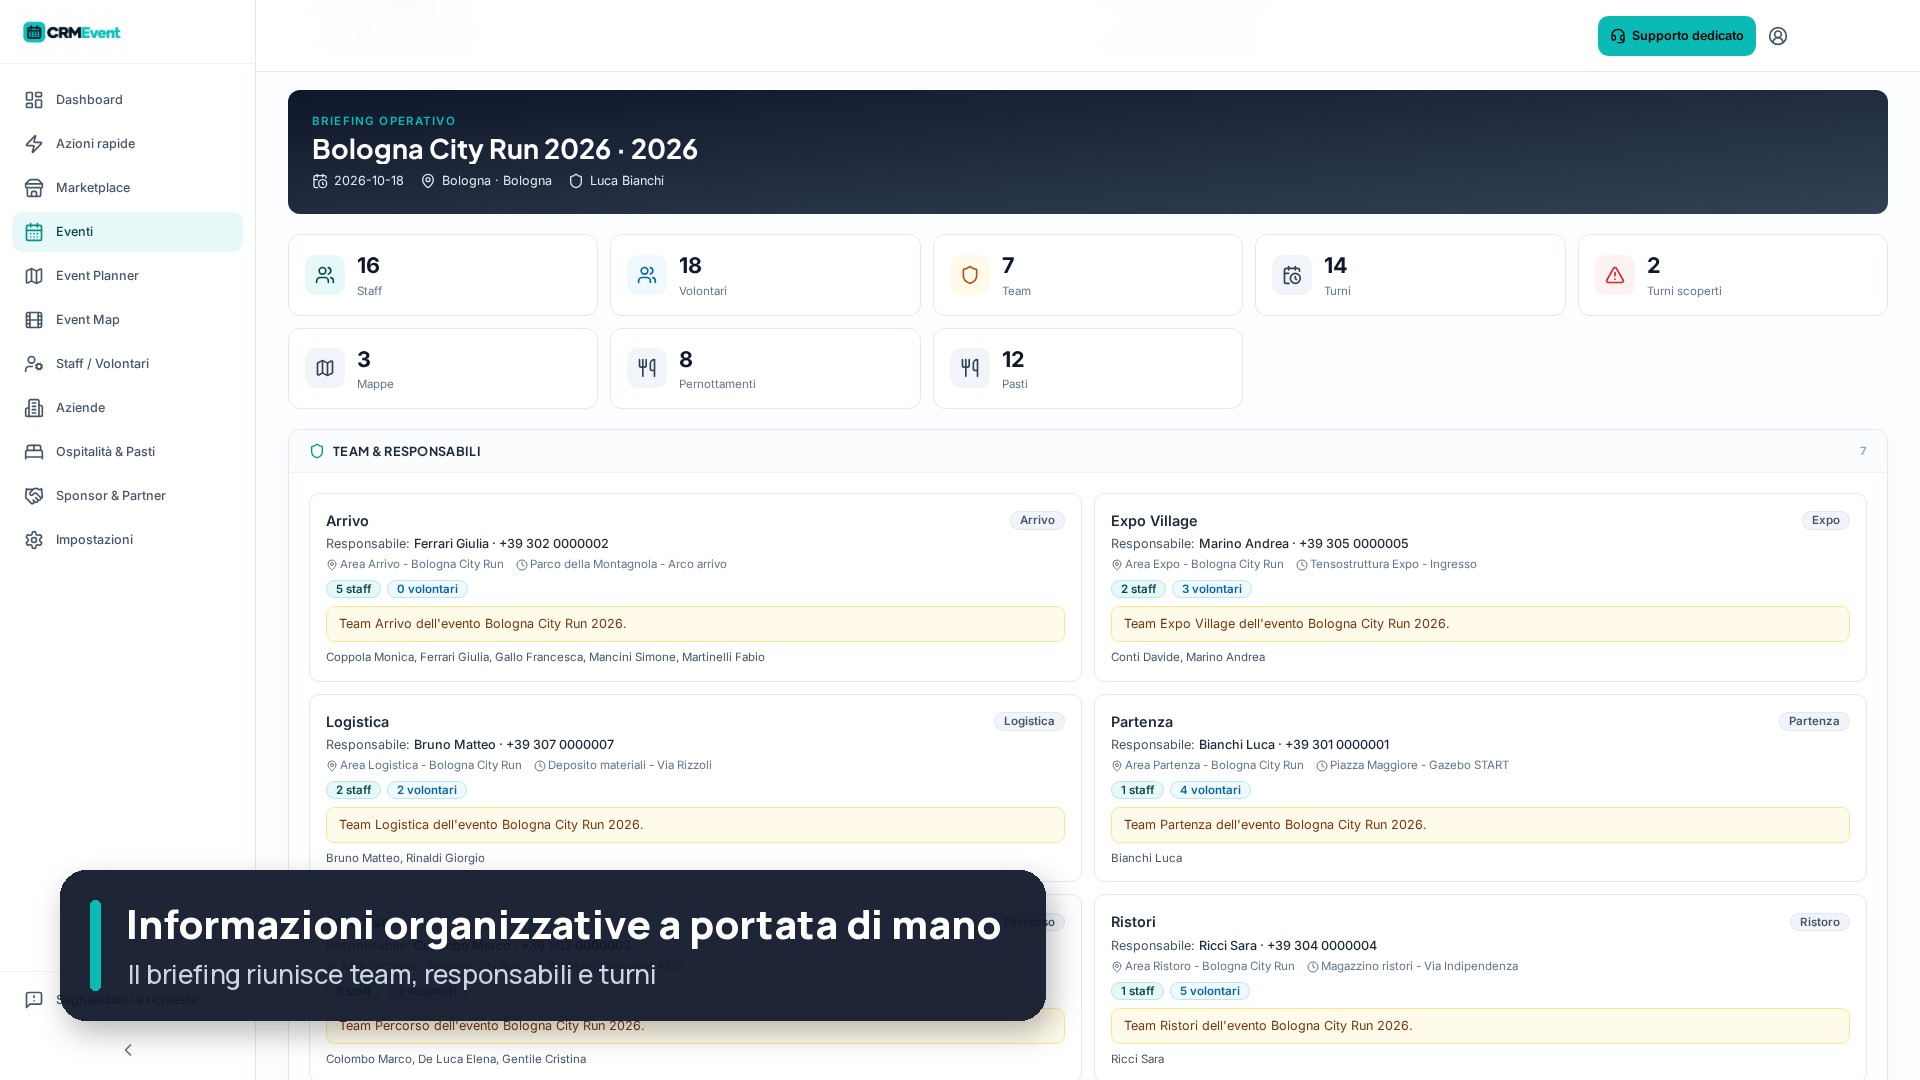 CRMEvent
Supporto dedicato
Dashboard
Azioni rapide
Marketplace
Eventi
Event Planner
Event Map
Staff / Volontari
Aziende
Ospitalità & Pasti
Sponsor & Partner
Impostazioni
Segnalazioni e richieste
BRIEFING OPERATIVO
Bologna City Run 2026 · 2026
2026-10-18 Bologna · Bologna Luca Bianchi
16
Staff
18
Volontari
7
Team
14
Turni
2
Turni scoperti
3
Mappe
8
Pernottamenti
12
Pasti
TEAM & RESPONSABILI 7
Arrivo Arrivo
Responsabile: Ferrari Giulia · +39 302 0000002
Area Arrivo - Bologna City Run Parco della Montagnola - Arco arrivo
5 staff 0 volontari
Team Arrivo dell'evento Bologna City Run 2026.
Coppola Monica, Ferrari Giulia, Gallo Francesca, Mancini Simone, Martinelli Fabio
Expo Village Expo
Responsabile: Marino Andrea · +39 305 0000005
Area Expo - Bologna City Run Tensostruttura Expo - Ingresso
2 staff 3 volontari
Team Expo Village dell'evento Bologna City Run 2026.
Conti Davide, Marino Andrea
Logistica Logistica
Responsabile: Bruno Matteo · +39 307 0000007
Area Logistica - Bologna City Run Deposito materiali - Via Rizzoli
2 staff 2 volontari
Team Logistica dell'evento Bologna City Run 2026.
Bruno Matteo, Rinaldi Giorgio
Partenza Partenza
Responsabile: Bianchi Luca · +39 301 0000001
Area Partenza - Bologna City Run Piazza Maggiore - Gazebo START
1 staff 4 volontari
Team Partenza dell'evento Bologna City Run 2026.
Bianchi Luca
Percorso
Responsabile: Colombo Marco · +39 303 0000003
3 staff 3 volontari
Team Percorso dell'evento Bologna City Run 2026.
Colombo Marco, De Luca Elena, Gentile Cristina
Ristori Ristoro
Responsabile: Ricci Sara · +39 304 0000004
Area Ristoro - Bologna City Run Magazzino ristori - Via Indipendenza
1 staff 5 volontari
Team Ristori dell'evento Bologna City Run 2026.
Ricci Sara
Informazioni organizzative a portata di mano
Il briefing riunisce team, responsabili e turni